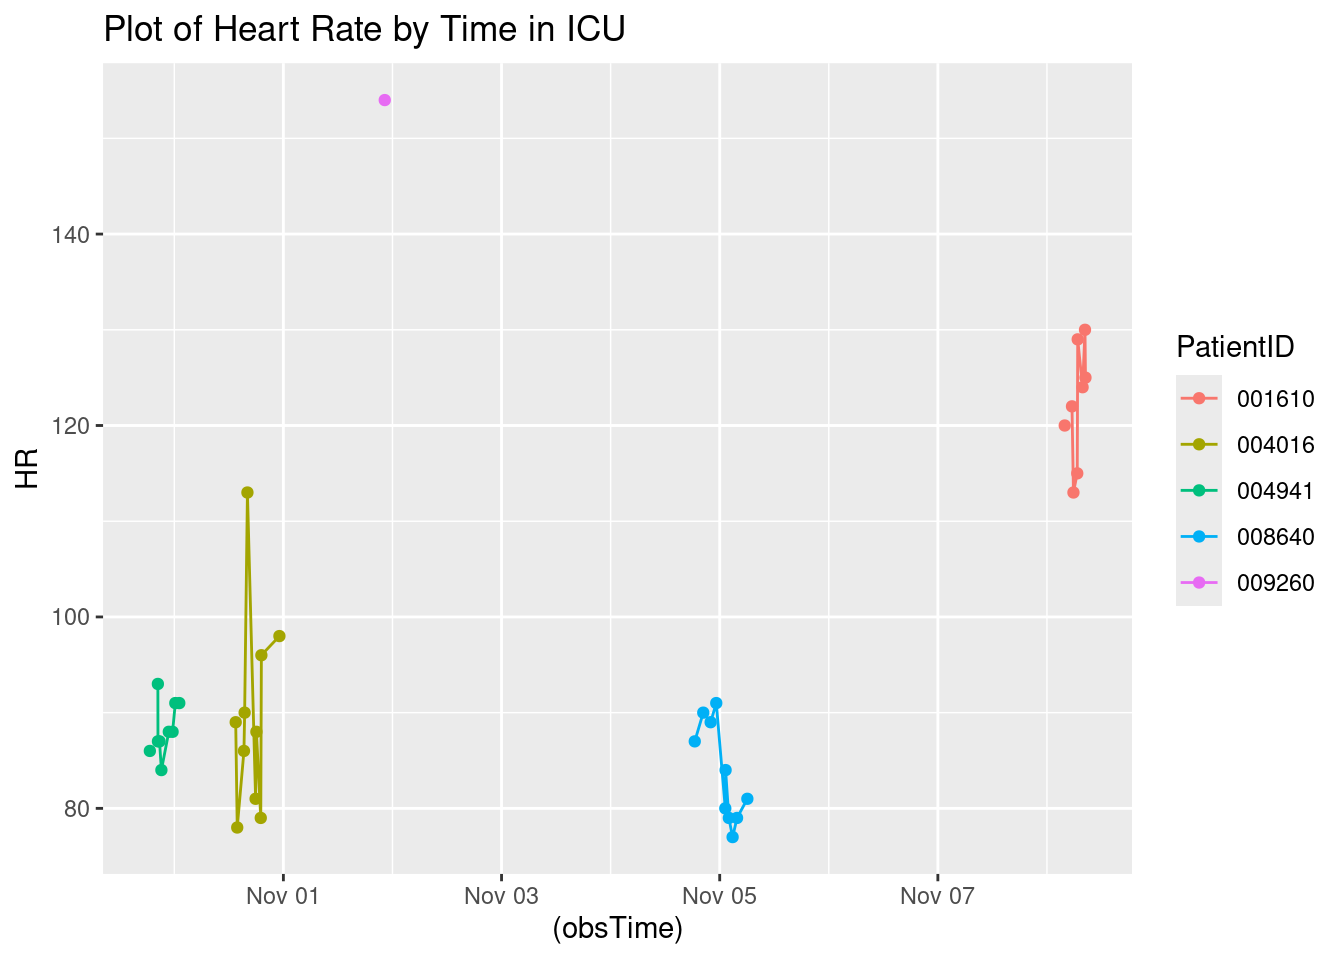 Plot of Heart Rate by Time in ICU
HR
140
120
100
80
Nov 01
Nov 03
Nov 05
Nov 07
(obsTime)
PatientID
001610
004016
004941
008640
009260